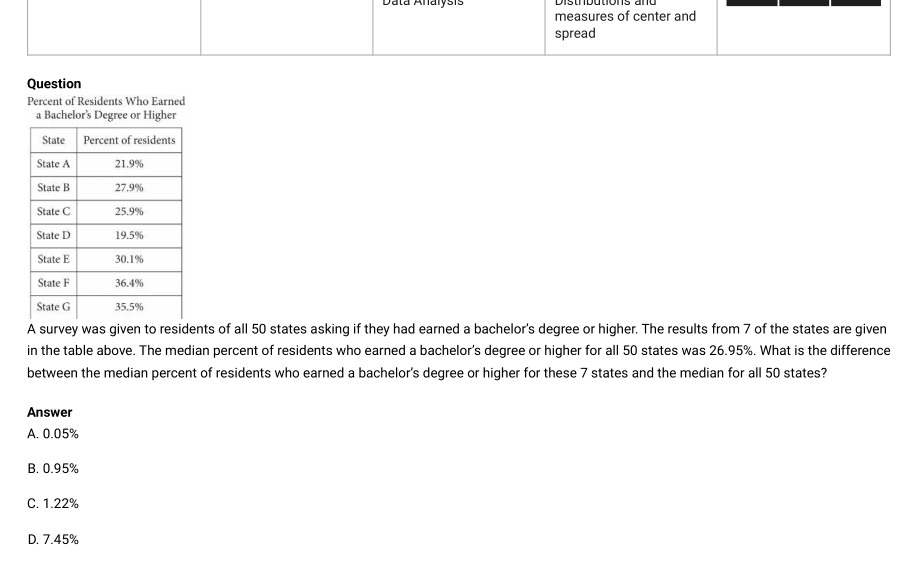 Data Analysis
Distributions and
measures of center and
spread
Question
Percent of Residents Who Earned
a Bachelor's Degree or Higher
State Percent of residents
State A 21.9%
State B 27.9%
State C 25.9%
State D 19.5%
State E 30.1%
State F 36.4%
State G 35.5%
A survey was given to residents of all 50 states asking if they had earned a bachelor's degree or higher. The results from 7 of the states are given
in the table above. The median percent of residents who earned a bachelor's degree or higher for all 50 states was 26.95%. What is the difference
between the median percent of residents who earned a bachelor's degree or higher for these 7 states and the median for all 50 states?
Answer
A. 0.05%
B. 0.95%
C. 1.22%
D. 7.45%